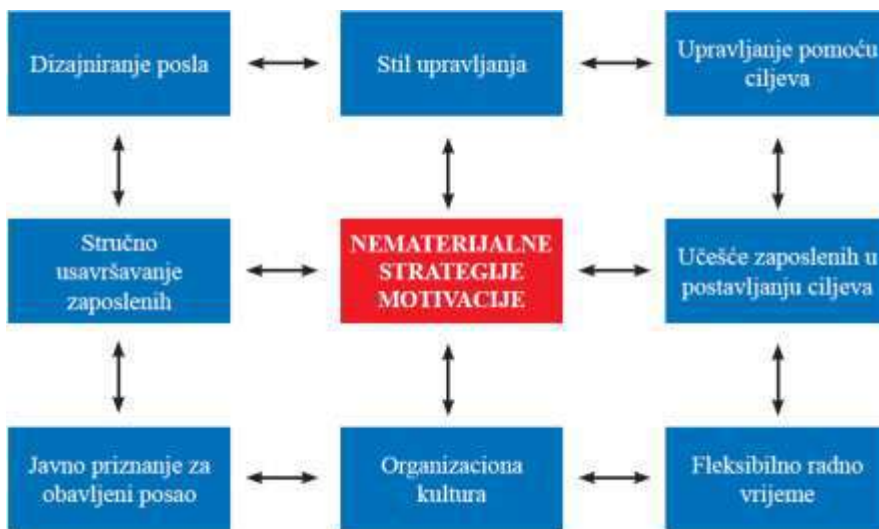 Dizajniranje posla
Stil upravljanja
Upravljanje pomoću
ciljeva
Stručno
usavršavanje
zaposlenih
NEMATERIJALNE
STRATEGIJE
MOTIVACIJE
Učešće zaposlenih u
postavljanju ciljeva
Javno priznanje za
obavljeni posao
Organizaciona
kultura
Fleksibilno radno
vrijeme